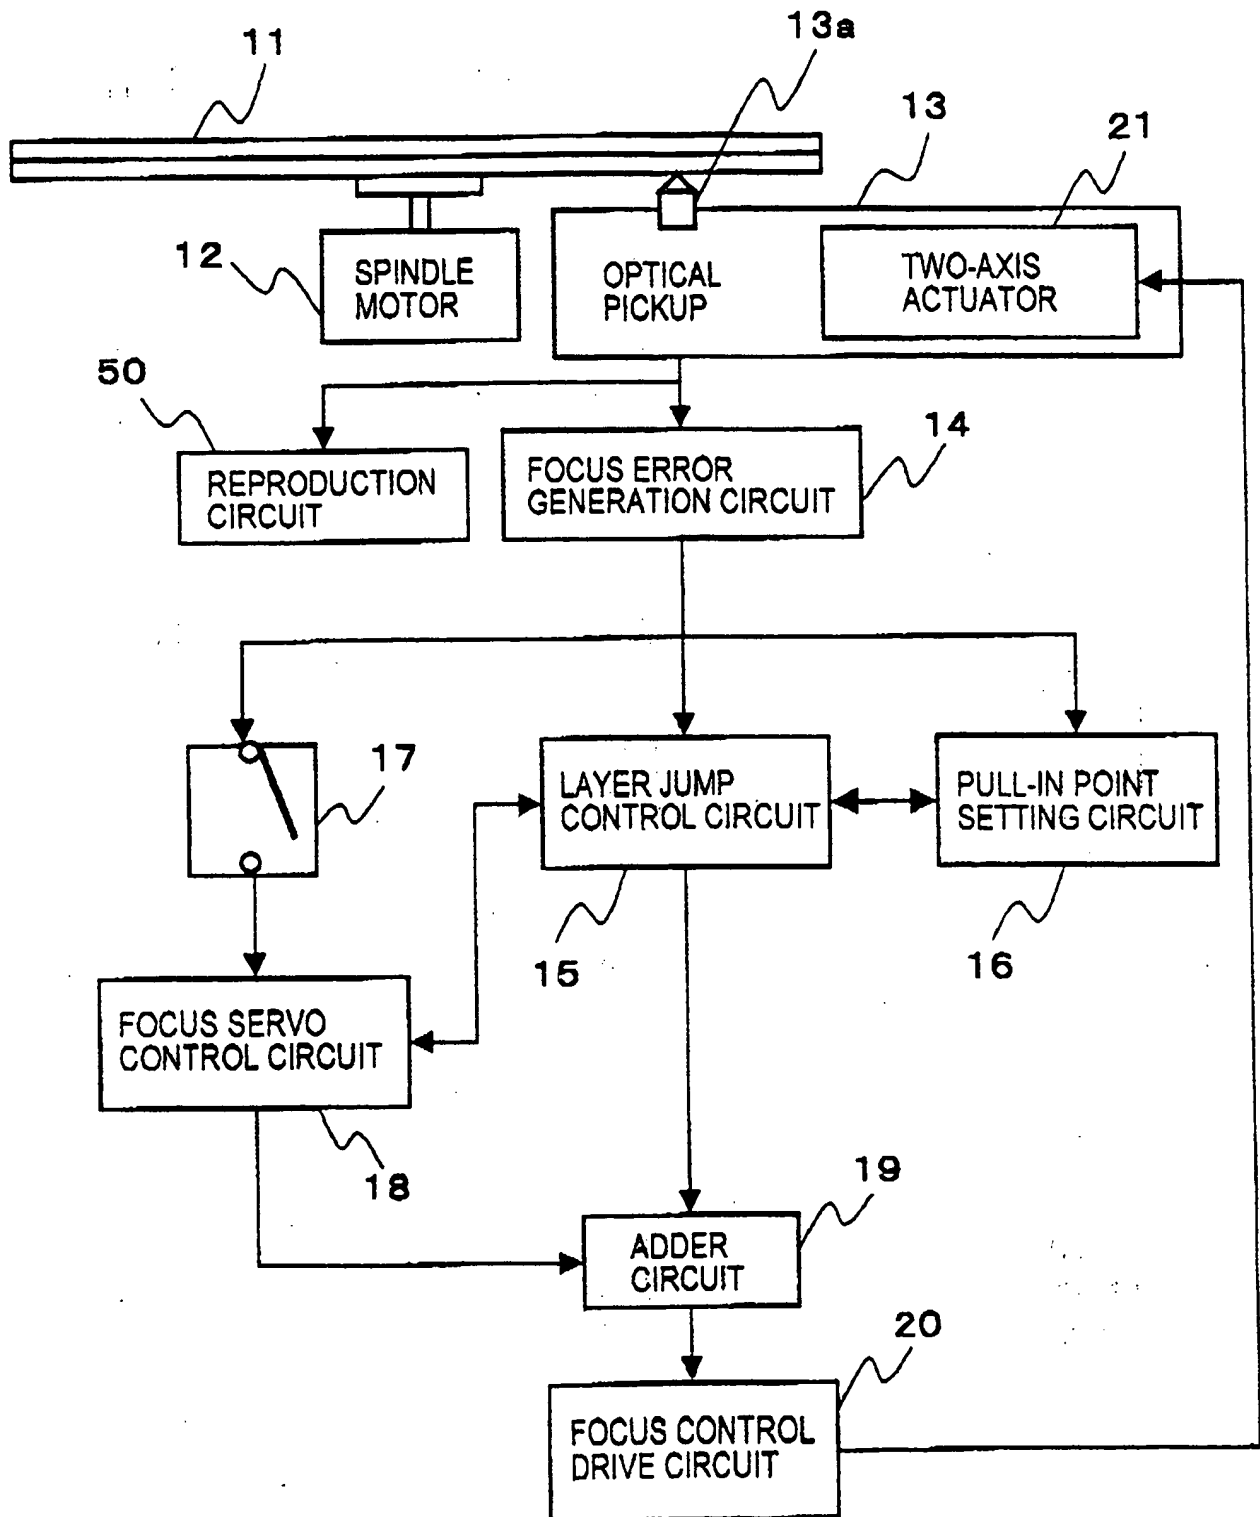 13a
11
13
21
12
SPINDLE
MOTOR
OPTICAL
PICKUP
TWO-AXIS
ACTUATOR
50
14
REPRODUCTION
CIRCUIT
FOCUS ERROR
GENERATION CIRCUIT
17
LAYER JUMP
CONTROL CIRCUIT
PULL-IN POINT
SETTING CIRCUIT
15
16
FOCUS SERVO
CONTROL CIRCUIT
18
19
ADDER
CIRCUIT
20
FOCUS CONTROL
DRIVE CIRCUIT